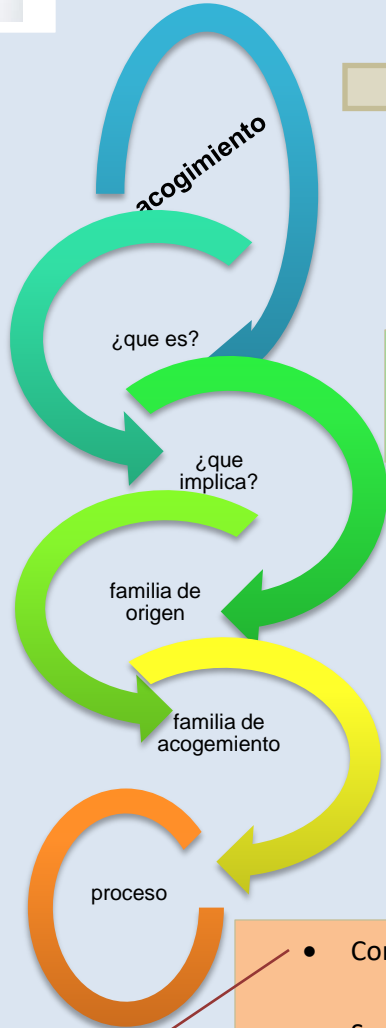 acogimiento
¿que es?
¿que
implica?
familia de
origen
familia de
acogemiento
proceso